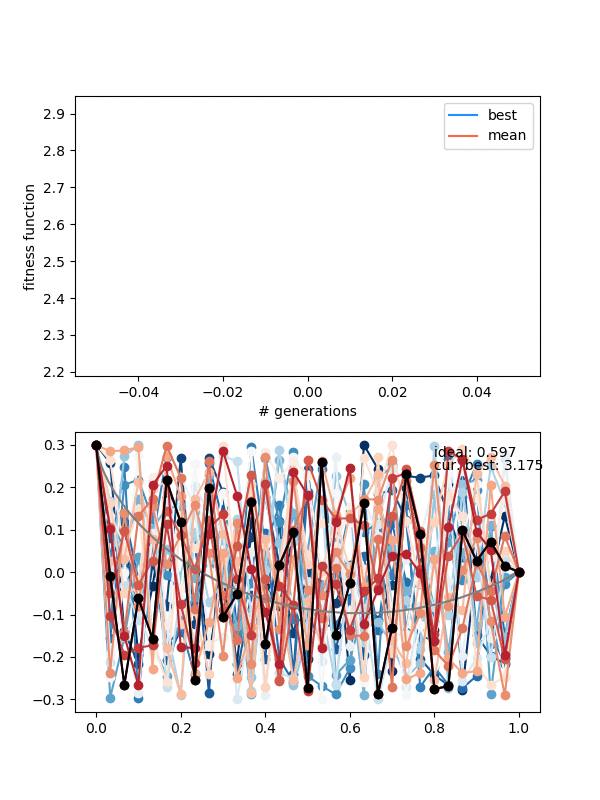 2.9
2.8
2.7
2.6
2.5
2.4
2.3
2.2
fitness function
best
mean
−0.04 −0.02 0.00 0.02 0.04
# generations
0.3
0.2
0.1
0.0
−0.1
−0.2
−0.3
ideal: 0.597
cur. best: 3.175
0.0 0.2 0.4 0.6 0.8 1.0